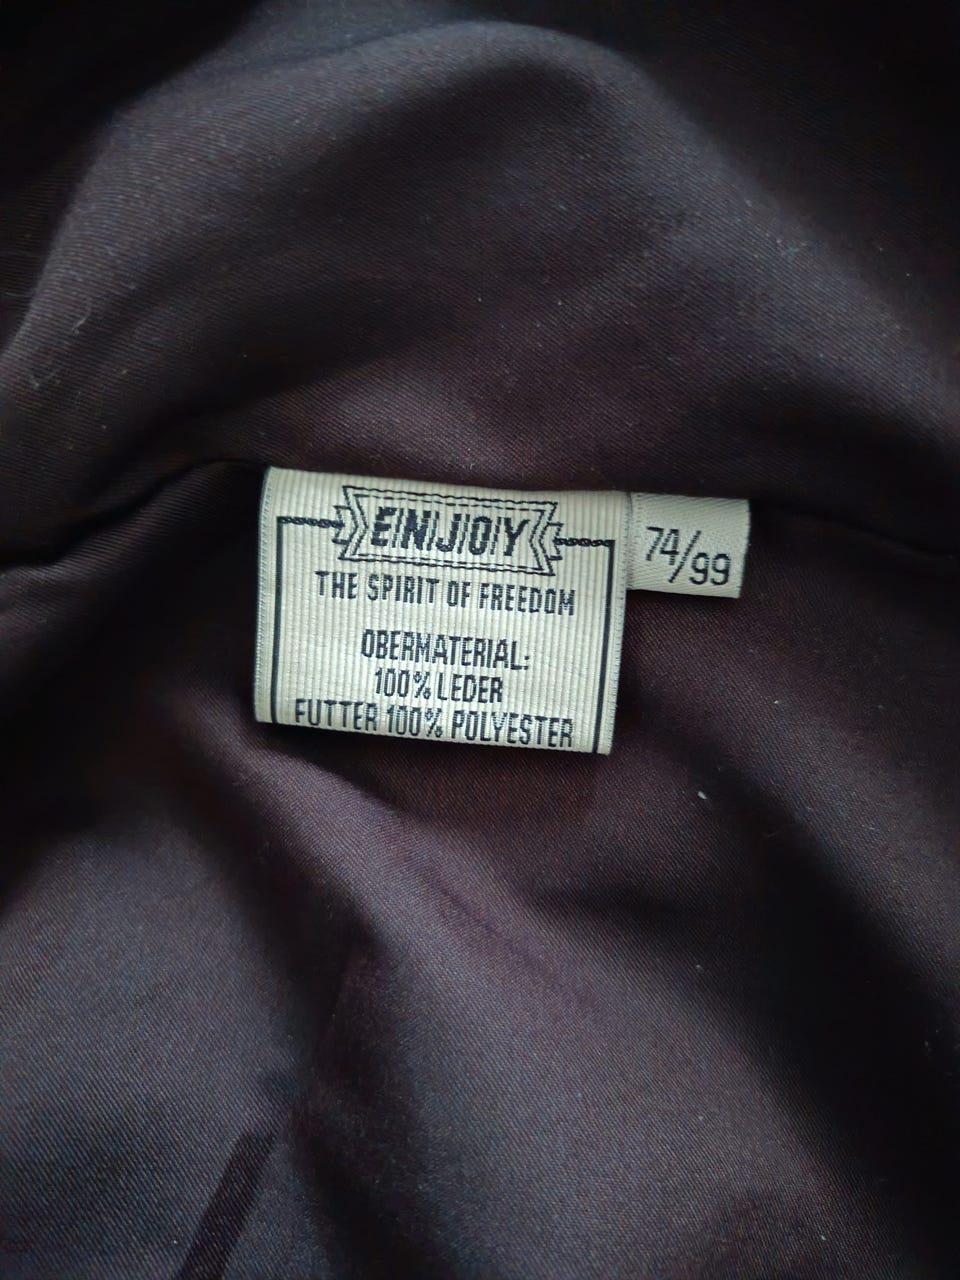 ENJOY
74/99
THE SPIRIT OF FREEDOM
OBERMATERIAL:
100% LEDER
FUTTER 100% POLYESTER